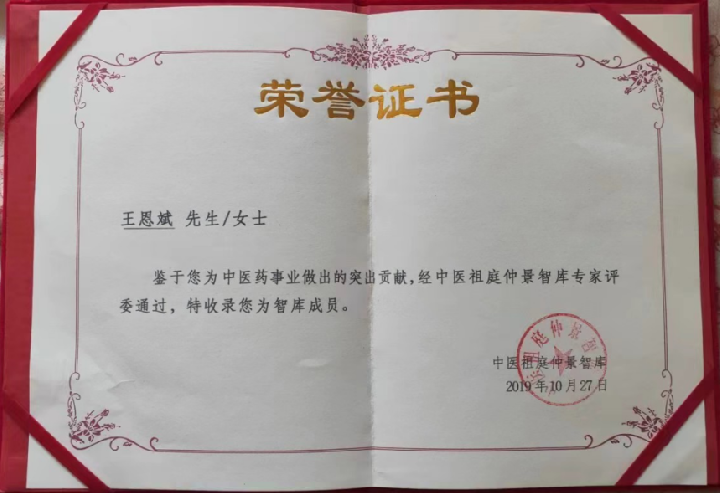 荣誉证书
王恩斌 先生/女士
鉴于您为中医药事业做出的突出贡献,经中医祖庭仲景智库专家评
委通过，特收录您为智库成员。
中医祖庭仲景智库
2019年10月27日